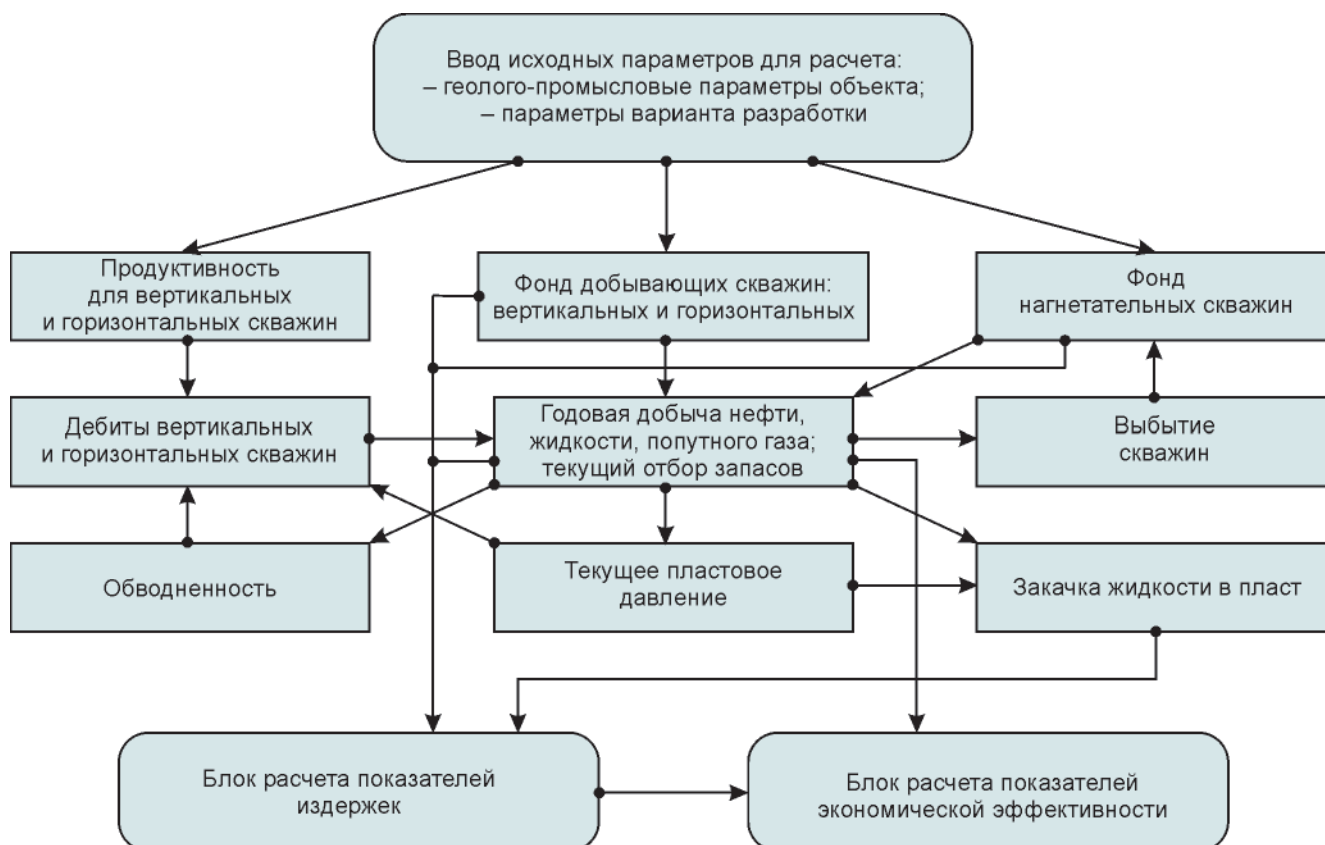 Ввод исходных параметров для расчета:
– геолого-промысловые параметры объекта;
– параметры варианта разработки
Продуктивность
для вертикальных
и горизонтальных скважин
Фонд добывающих скважин:
вертикальных и горизонтальных
Фонд
нагнетательных скважин
Дебиты вертикальных
и горизонтальных скважин
Годовая добыча нефти,
жидкости, попутного газа;
текущий отбор запасов
Выбытие
скважин
Обводненность
Текущее пластовое
давление
Закачка жидкости в пласт
Блок расчета показателей
издержек
Блок расчета показателей
экономической эффективности